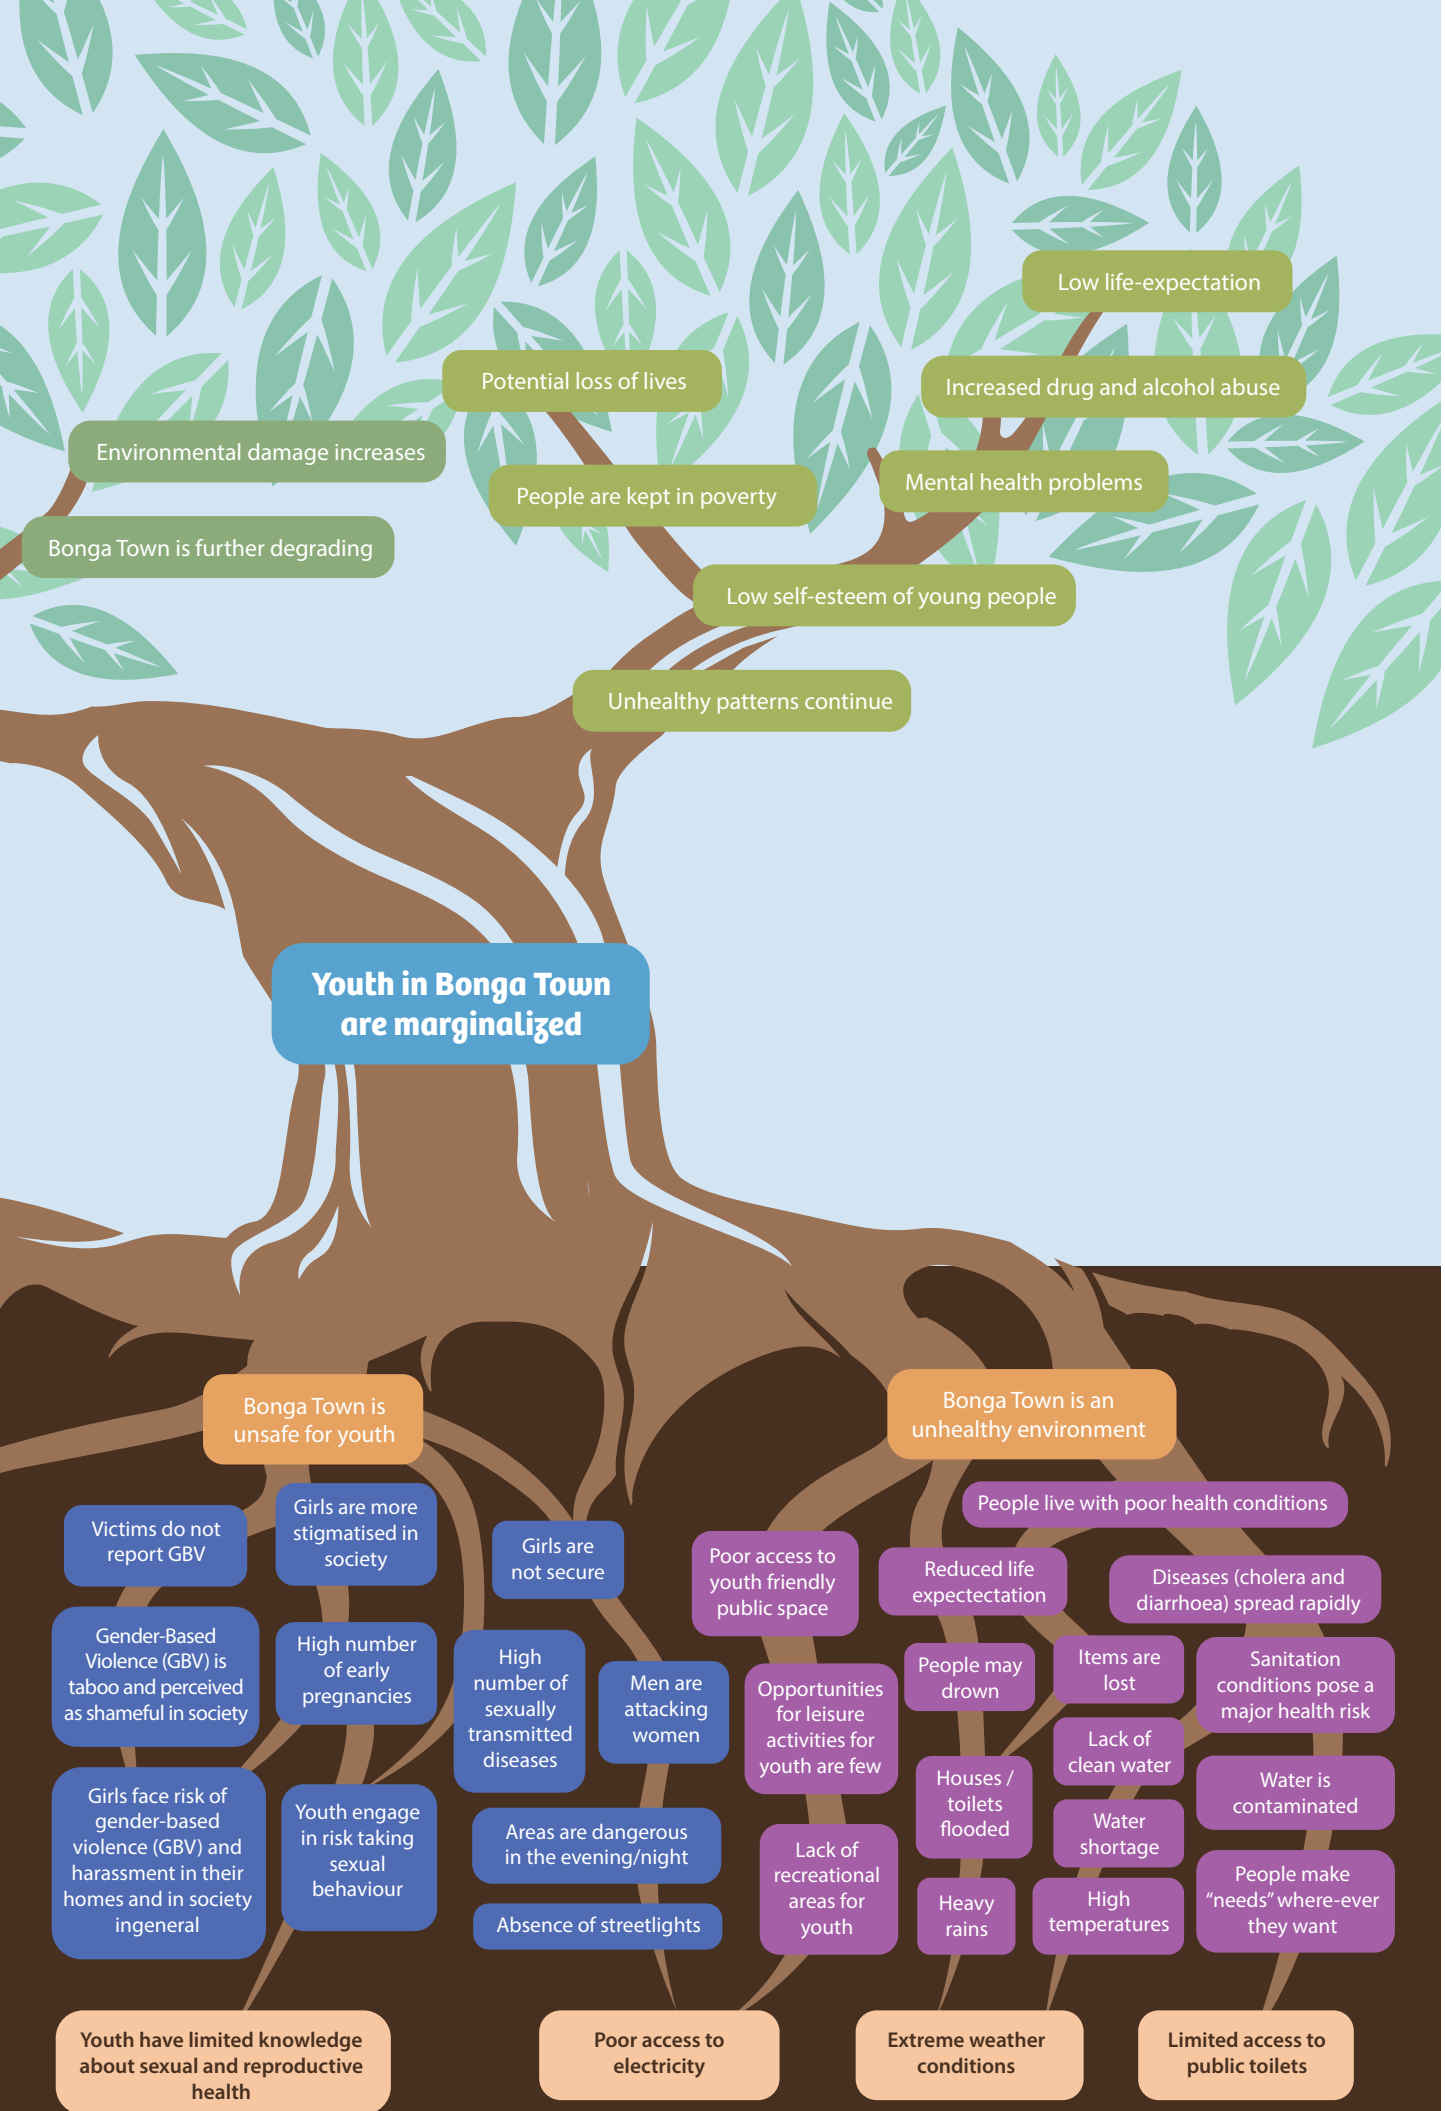 Low life-expectation
Potential loss of lives
Increased drug and alcohol abuse
Environmental damage increases
People are kept in poverty
Mental health problems
Bonga Town is further degrading
Low self-esteem of young people
Unhealthy patterns continue
Youth in Bonga Town
are marginalized
Bonga Town is
unsafe for youth
Bonga Town is an
unhealthy environment
Victims do not
report GBV
Girls are more
stigmatised in
society
Girls are
not secure
Gender-Based
Violence (GBV) is
taboo and perceived
as shameful in society
High number
of early
pregnancies
High
number of
sexually
transmitted
diseases
Men are
attacking
women
Girls face risk of
gender-based
violence (GBV) and
harassment in their
homes and in society
ingeneral
Youth engage
in risk taking
sexual
behaviour
Areas are dangerous
in the evening/night
Absence of streetlights
People live with poor health conditions
Poor access to
youth friendly
public space
Reduced life
expectectation
Diseases (cholera and
diarrhoea) spread rapidly
Opportunities
for leisure
activities for
youth are few
People may
drown
Items are
lost
Sanitation
conditions pose a
major health risk
Lack of
clean water
Houses /
toilets
flooded
Water is
contaminated
Water
shortage
Lack of
recreational
areas for
youth
Heavy
rains
High
temperatures
People make
“needs” where-ever
they want
Youth have limited knowledge
about sexual and reproductive
health
Poor access to
electricity
Extreme weather
conditions
Limited access to
public toilets